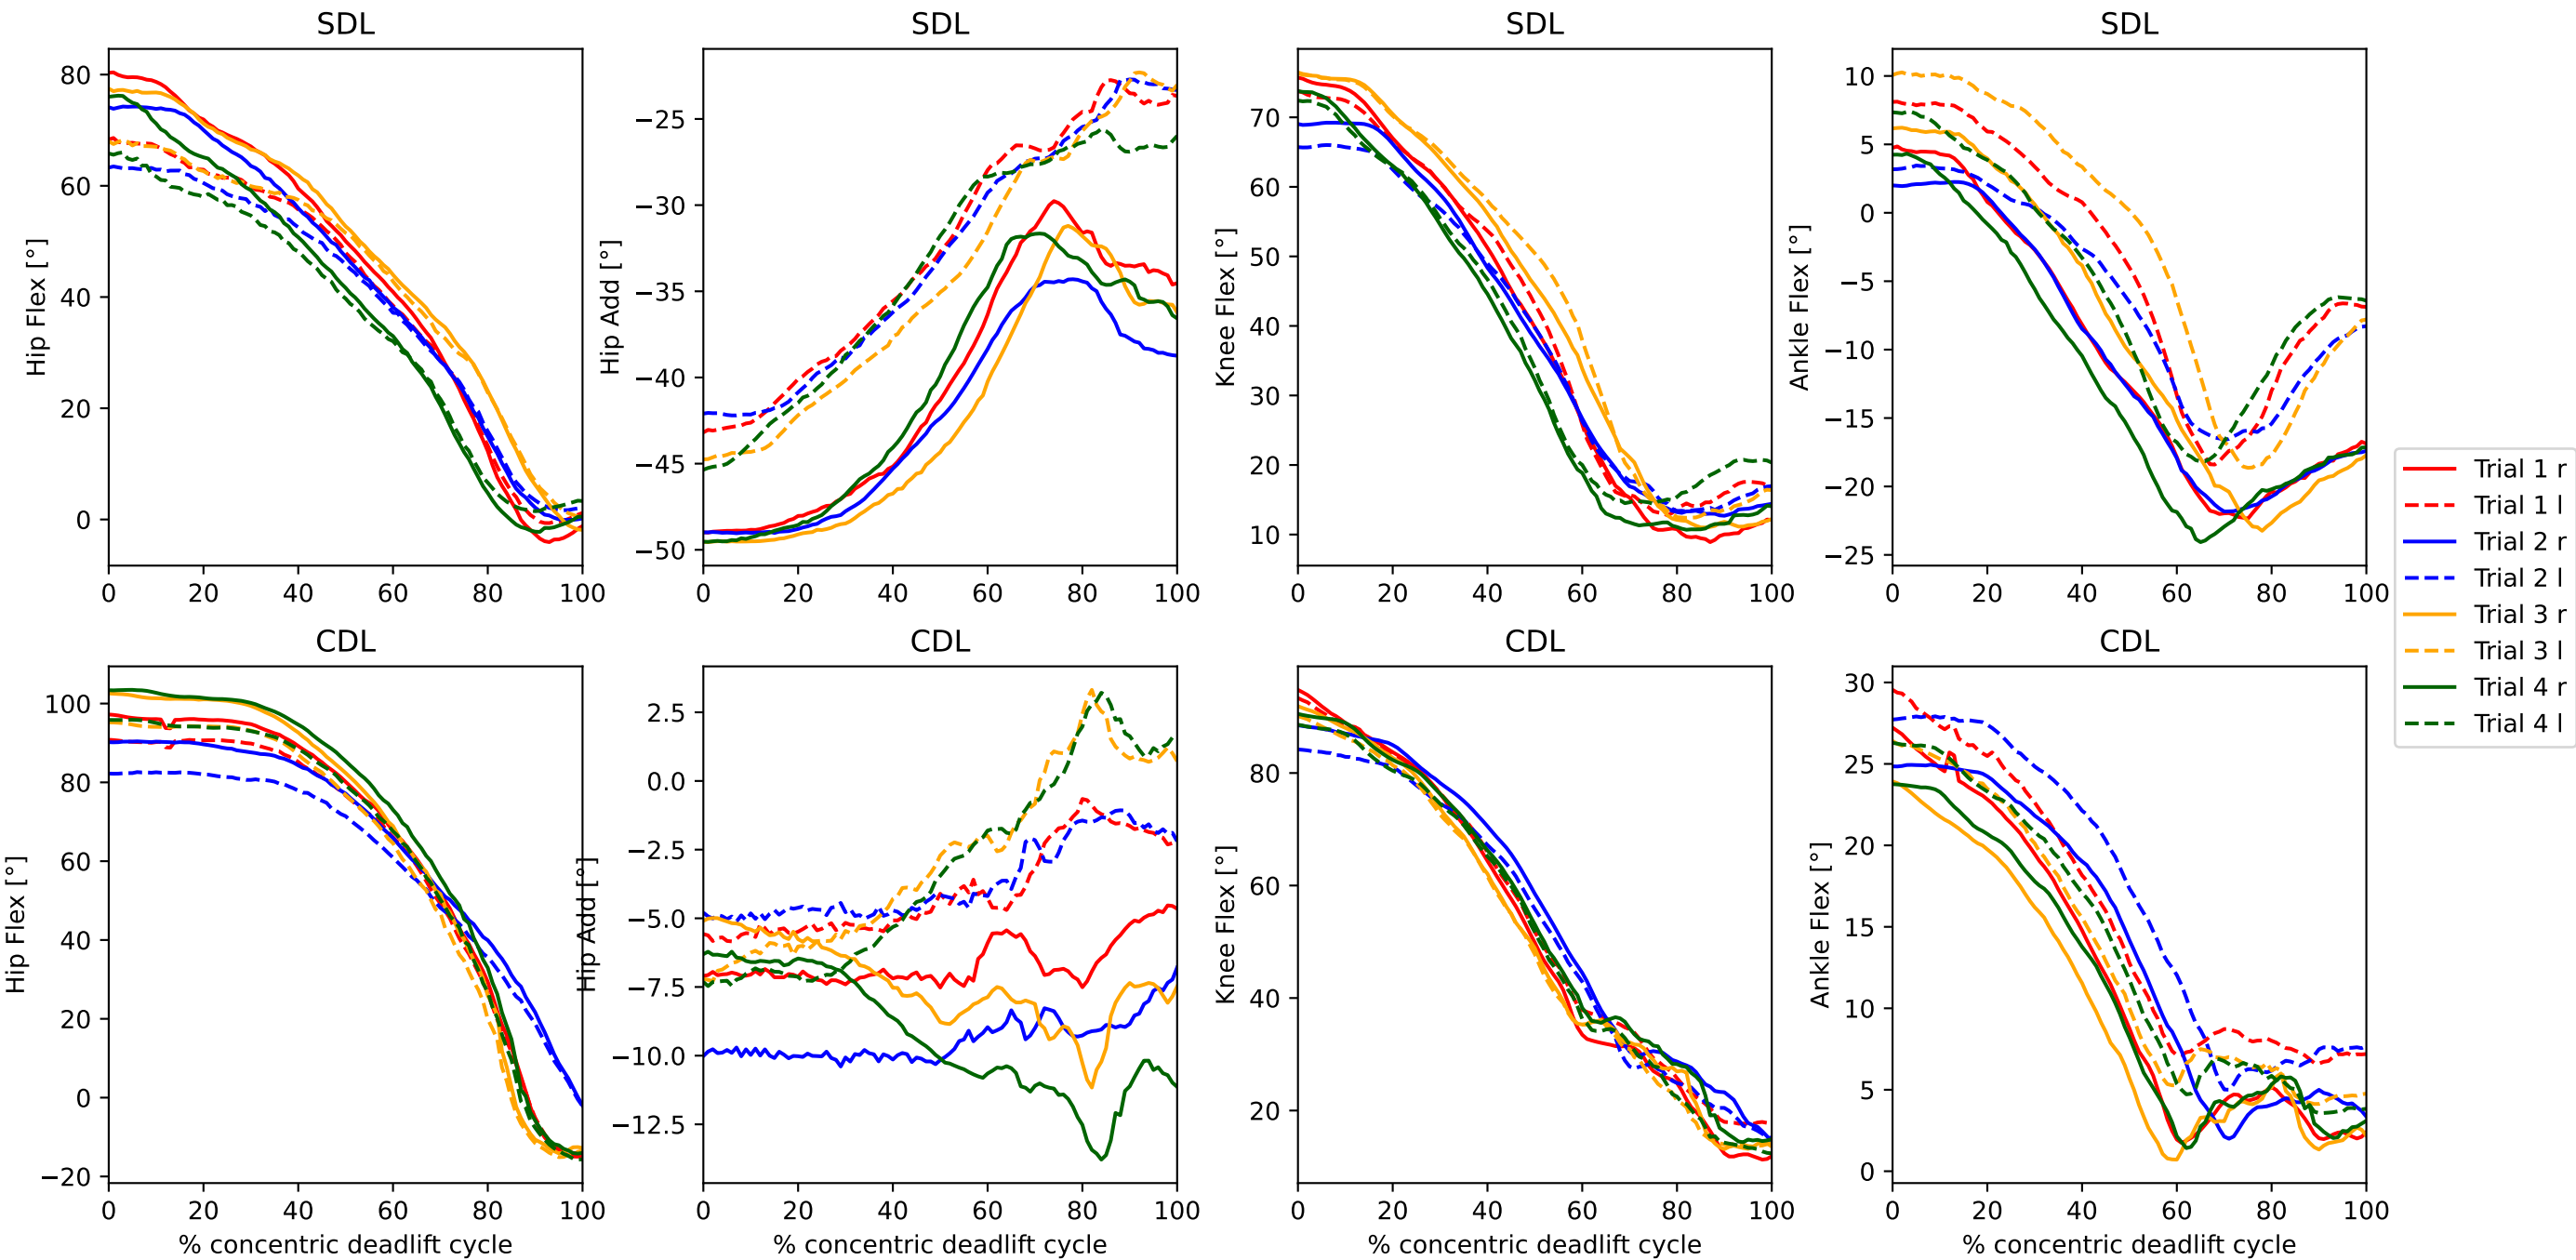 SDL SDL SDL SDL
Hip Flex [°]
80
60
40
20
0
0 20 40 60 80 100
Hip Add [°]
−25
−30
−35
−40
−45
−50
0 20 40 60 80 100
Knee Flex [°]
70
60
50
40
30
20
10
0 20 40 60 80 100
Ankle Flex [°]
10
5
0
−5
−10
−15
−20
−25
0 20 40 60 80 100
Trial 1 r
Trial 1 l
Trial 2 r
Trial 2 l
Trial 3 r
Trial 3 l
Trial 4 r
Trial 4 l
CDL CDL CDL CDL
Hip Flex [°]
100
80
60
40
20
0
−20
0 20 40 60 80 100
% concentric deadlift cycle
Hip Add [°]
2.5
0.0
−2.5
−5.0
−7.5
−10.0
−12.5
0 20 40 60 80 100
% concentric deadlift cycle
Knee Flex [°]
80
60
40
20
0 20 40 60 80 100
% concentric deadlift cycle
Ankle Flex [°]
30
25
20
15
10
5
0
0 20 40 60 80 100
% concentric deadlift cycle